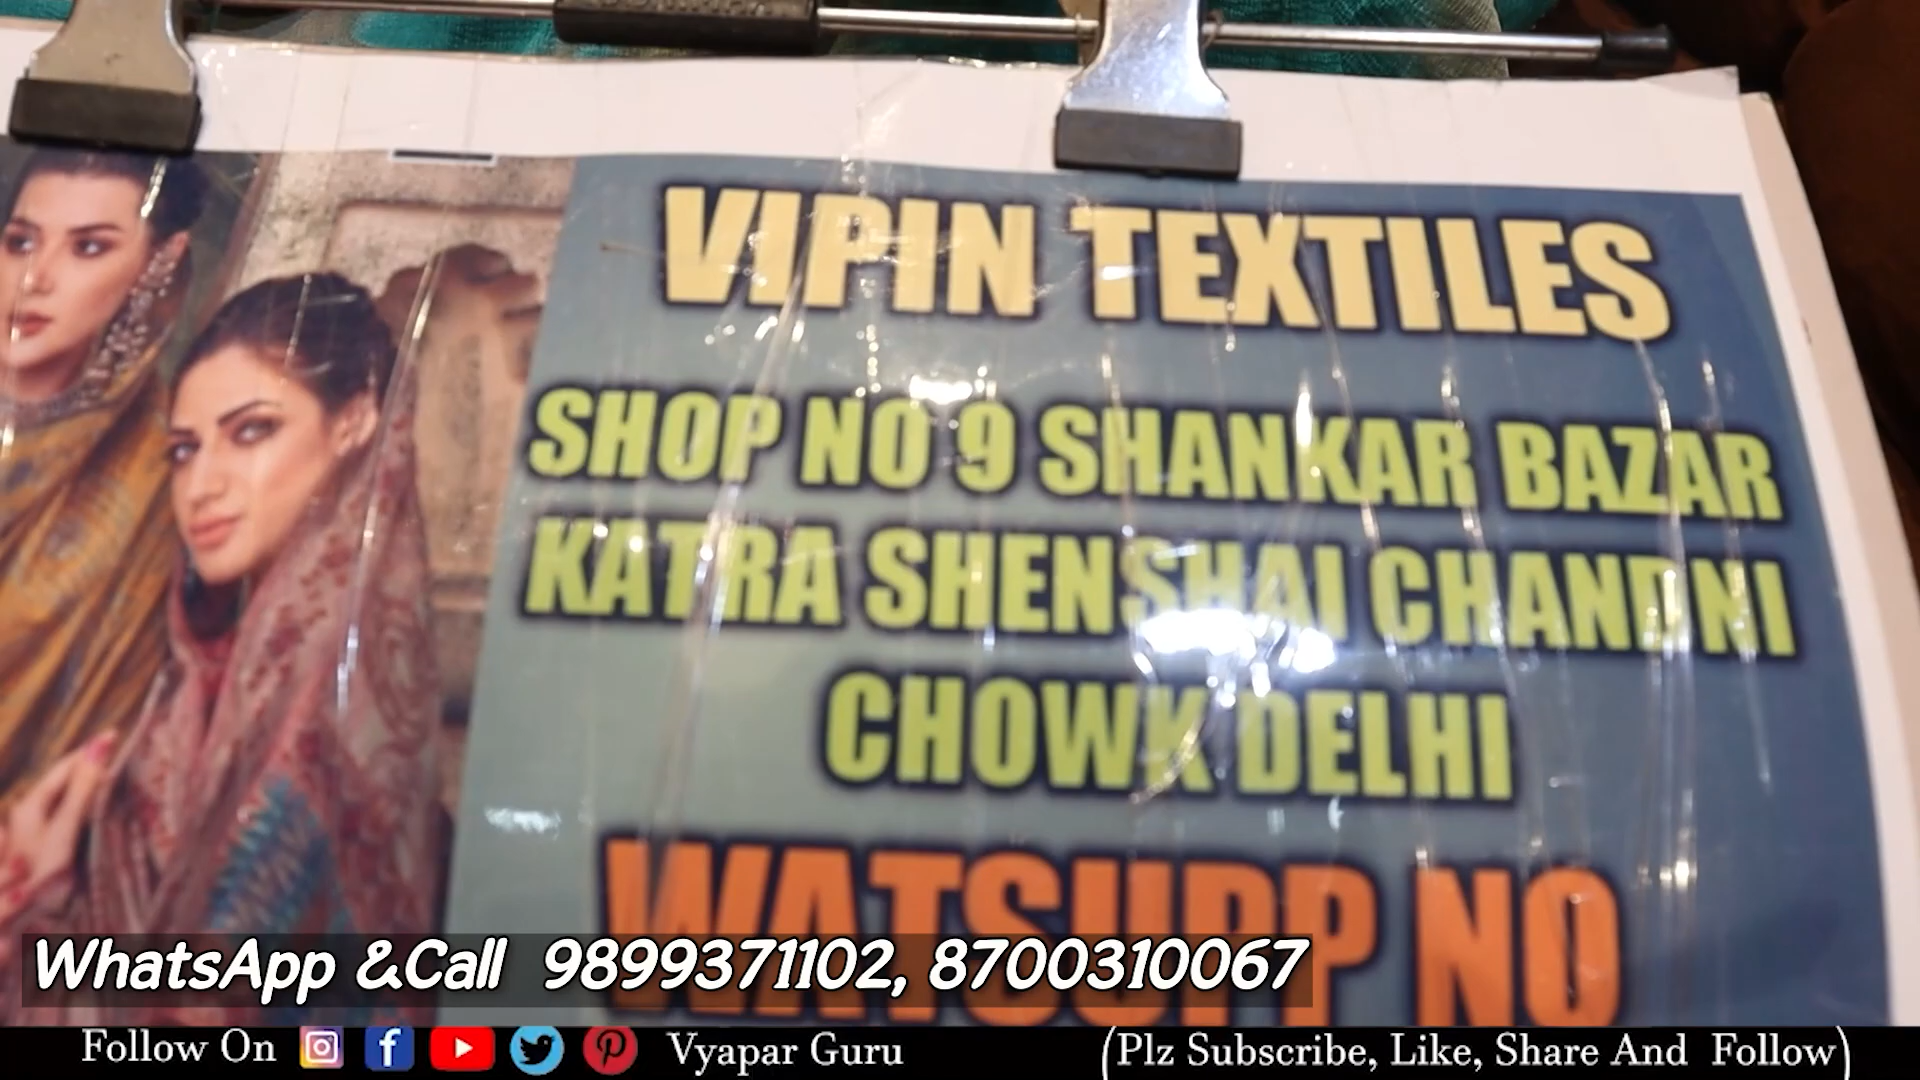 VIPIN TEXTILES
SHOP NO 9 SHANKAR BAZAR
KATRA SHENSHAI CHANDNI
CHOWK DELHI
WATSUPP NO
WhatsApp &Call 9899371102, 8700310067
Follow On Vyapar Guru (Plz Subscribe, Like, Share And Follow)